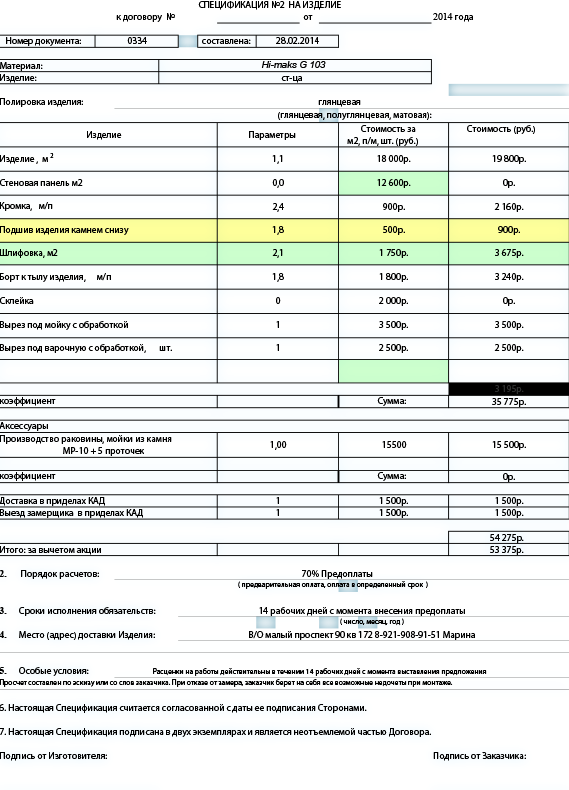 СПЕЦИФИКАЦИЯ №2 НА ИЗДЕЛИЕ
к договору № от 2014 года
Номер документа: 0334 составлена: 28.02.2014
Материал: Hi-maks G 103
Изделие: ст-ца
Полировка изделия: глянцевая
(глянцевая, полуглянцевая, матовая):
Изделие Параметры Стоимость за м2, п/м, шт. (руб.) Стоимость (руб.)
Изделие , м 2 1,1 18 000р. 19 800р.
Стеновая панель м2 0,0 12 600р. 0р.
Кромка, м/п 2,4 900р. 2 160р.
Подшив изделия камнем снизу 1,8 500р. 900р.
Шлифовка, м2 2,1 1 750р. 3 675р.
Борт к тылу изделия, м/п 1,8 1 800р. 3 240р.
Склейка 0 2 000р. 0р.
Вырез под мойку с обработкой 1 3 500р. 3 500р.
Вырез под варочную с обработкой, шт. 1 2 500р. 2 500р.
3 195р.
коэффициент Сумма: 35 775р.
Аксессуары
Производство раковины, мойки из камня
МР-10 + 5 проточек 1,00 15500 15 500р.
коэффициент Сумма: 0р.
Доставка в приделах КАД 1 1 500р. 1 500р.
Выезд замерщика в приделах КАД 1 1 500р. 1 500р.
54 275р.
Итого: за вычетом акции 53 375р.
2. Порядок расчетов: 70% Предоплаты
( предварительная оплата, оплата в определенный срок )
3. Сроки исполнения обязательств: 14 рабочих дней с момента внесения предоплаты
( число, месяц, год )
4. Место (адрес) доставки Изделия: В/О малый проспект 90 кв 172 8-921-908-91-51 Марина
5. Особые условия: Расценки на работы действительны в течении 14 рабочих дней с момента выставления предложения
Просчет составлен по эскизу или со слов заказчика. При отказе от замера, заказчик берет на себя все возможные недочеты при монтаже.
6. Настоящая Спецификация считается согласованной с даты ее подписания Сторонами.
7. Настоящая Спецификация подписана в двух экземплярах и является неотъемлемой частью Договора.
Подпись от Изготовителя: Подпись от Заказчика: